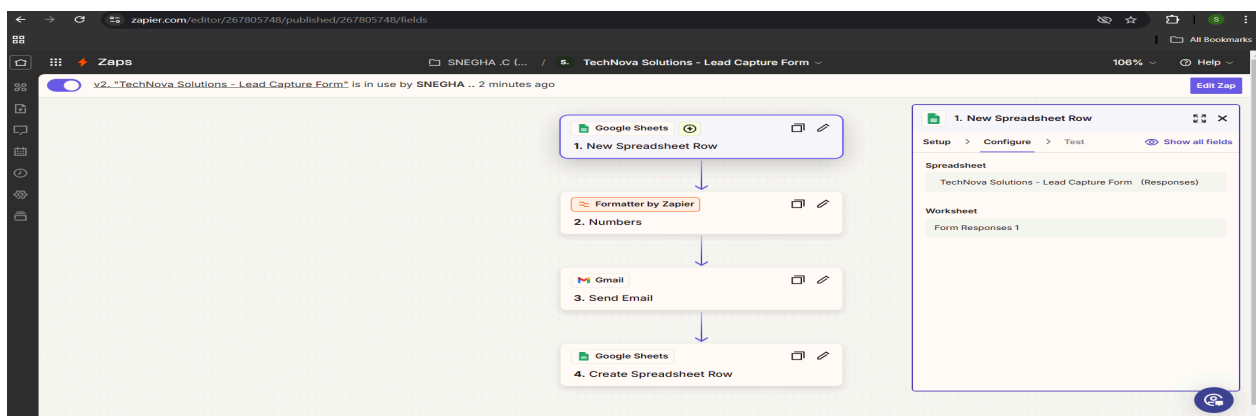 zapier.com/editor/267805748/published/267805748/fields
S
All Bookmarks
Zaps
SNEGHA .C (... / S. TechNova Solutions - Lead Capture Form
106%
Help
v2. "TechNova Solutions - Lead Capture Form" is in use by SNEGHA .. 2 minutes ago
Edit Zap
Google Sheets
1. New Spreadsheet Row
Formatter by Zapier
2. Numbers
Gmail
3. Send Email
Google Sheets
4. Create Spreadsheet Row
1. New Spreadsheet Row
Setup > Configure > Test
Show all fields
Spreadsheet
TechNova Solutions - Lead Capture Form (Responses)
Worksheet
Form Responses 1